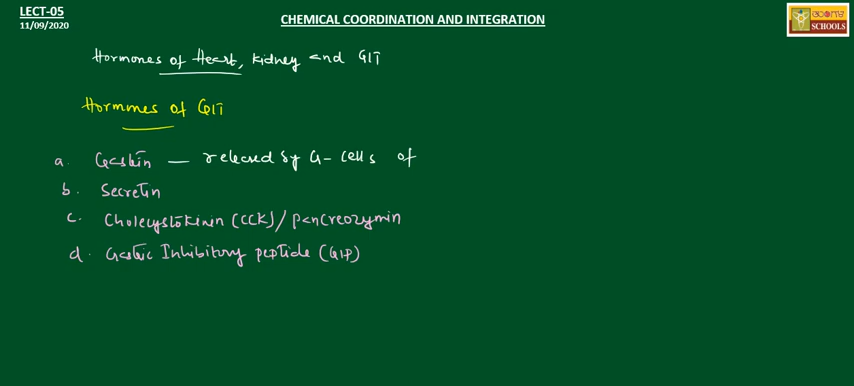 LECT-05
11/09/2020
CHEMICAL COORDINATION AND INTEGRATION
SCHOOLS
Hormones of Heart, Kidney and GIT
Hormones of GIT
a. Gastrin — released by G-cells of
b. Secretin
c. Cholecystokinin (CCK)/pancreozymin
d. Gastric Inhibitory peptide (GIP)